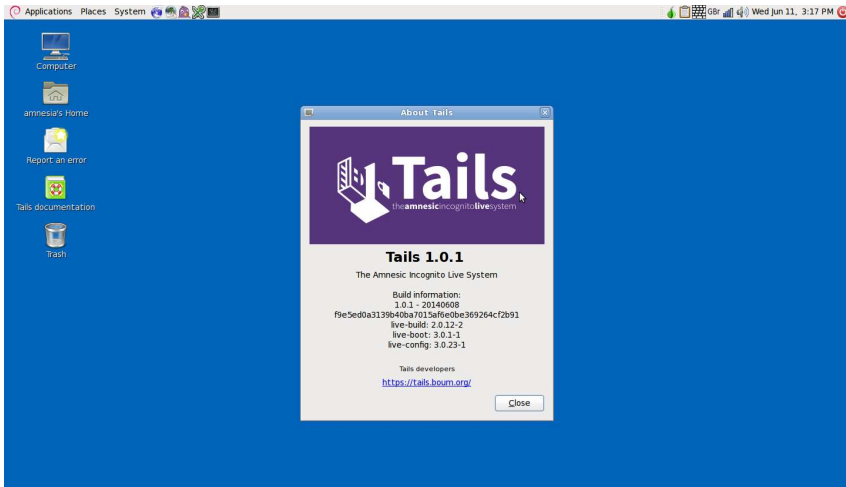 Applications Places System GBr Wed Jun 11, 3:17 PM
Computer
amnesia's Home
Report an error
Tails documentation
Trash
About Tails
Tails
theamnesicincognitolivesystem
Tails 1.0.1
The Amnesic Incognito Live System
Build information:
1.0.1 - 20140608
f9e5ed0a3139b40ba7015af6e0be369264cf2b91
live-build: 2.0.12-2
live-boot: 3.0.1-1
live-config: 3.0.23-1
Tails developers
https://tails.boum.org/
Close